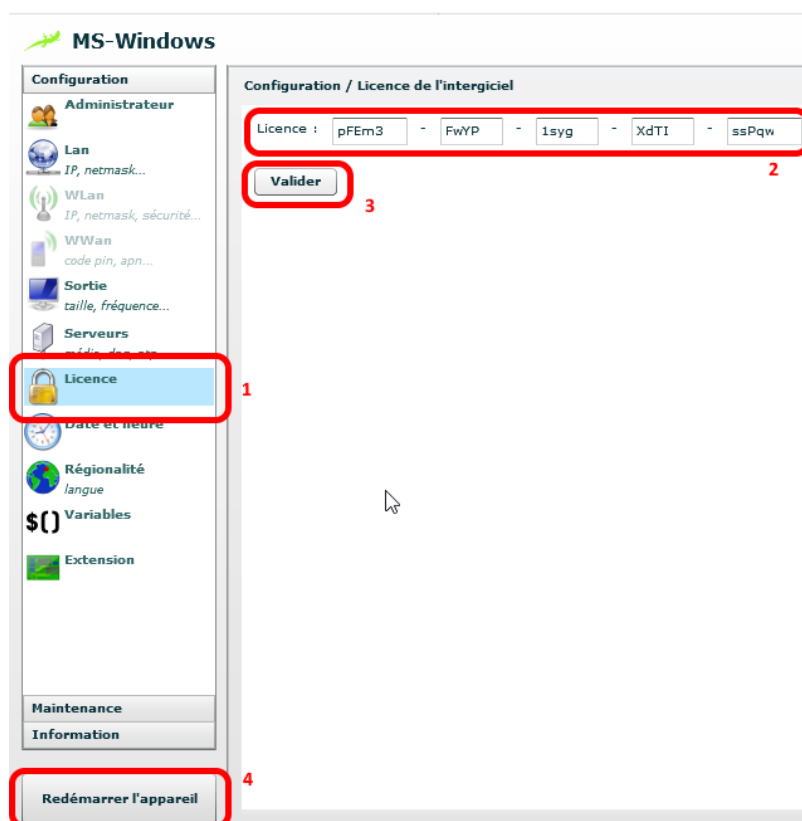 MS-Windows
Configuration
Administrateur
Lan
IP, netmask...
WLan
IP, netmask, sécurité...
WWan
code pin, apn...
Sortie
taille, fréquence...
Serveurs
Licence
1
Date et heure
Régionalité
langue
$() Variables
Extension
Maintenance
Information
Redémarrer l'appareil
4
Configuration / Licence de l'intergiciel
Licence : pFEm3 - FwYP - 1syg - XdTI - ssPqw
2
Valider
3